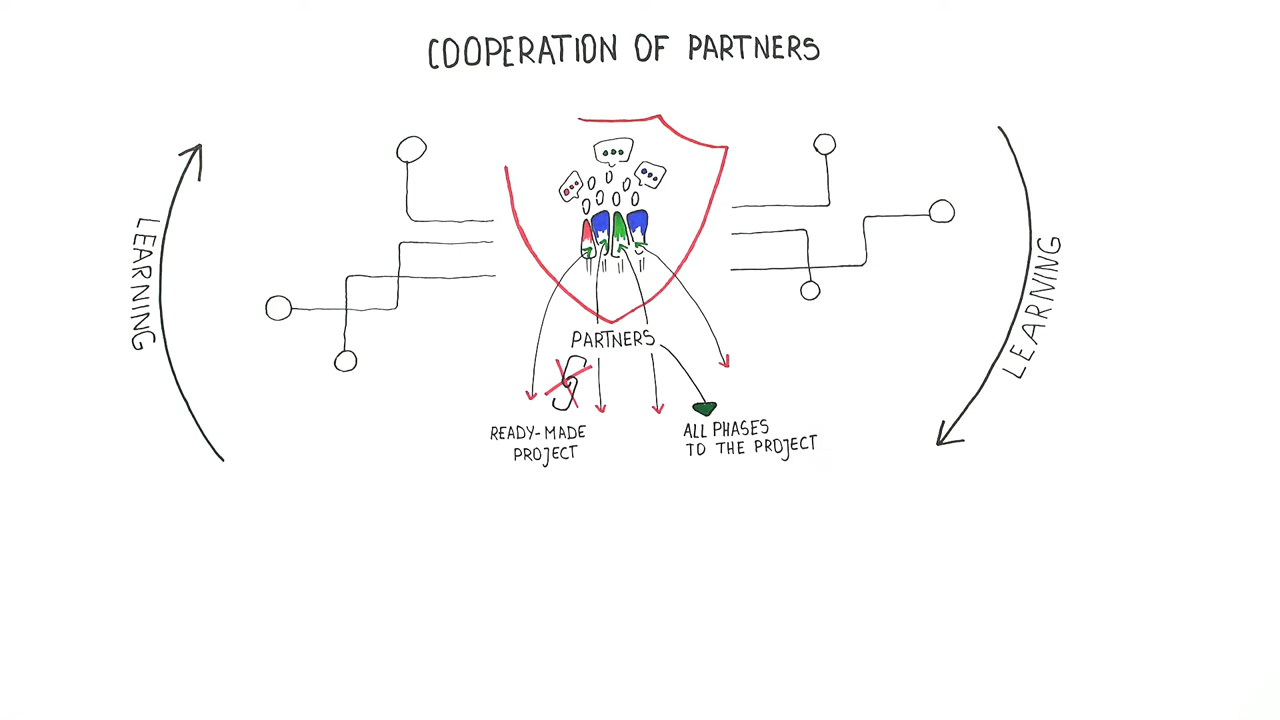 COOPERATION OF PARTNERS
LEARNING
LEARNING
PARTNERS
READY-MADE
PROJECT
ALL PHASES
TO THE PROJECT